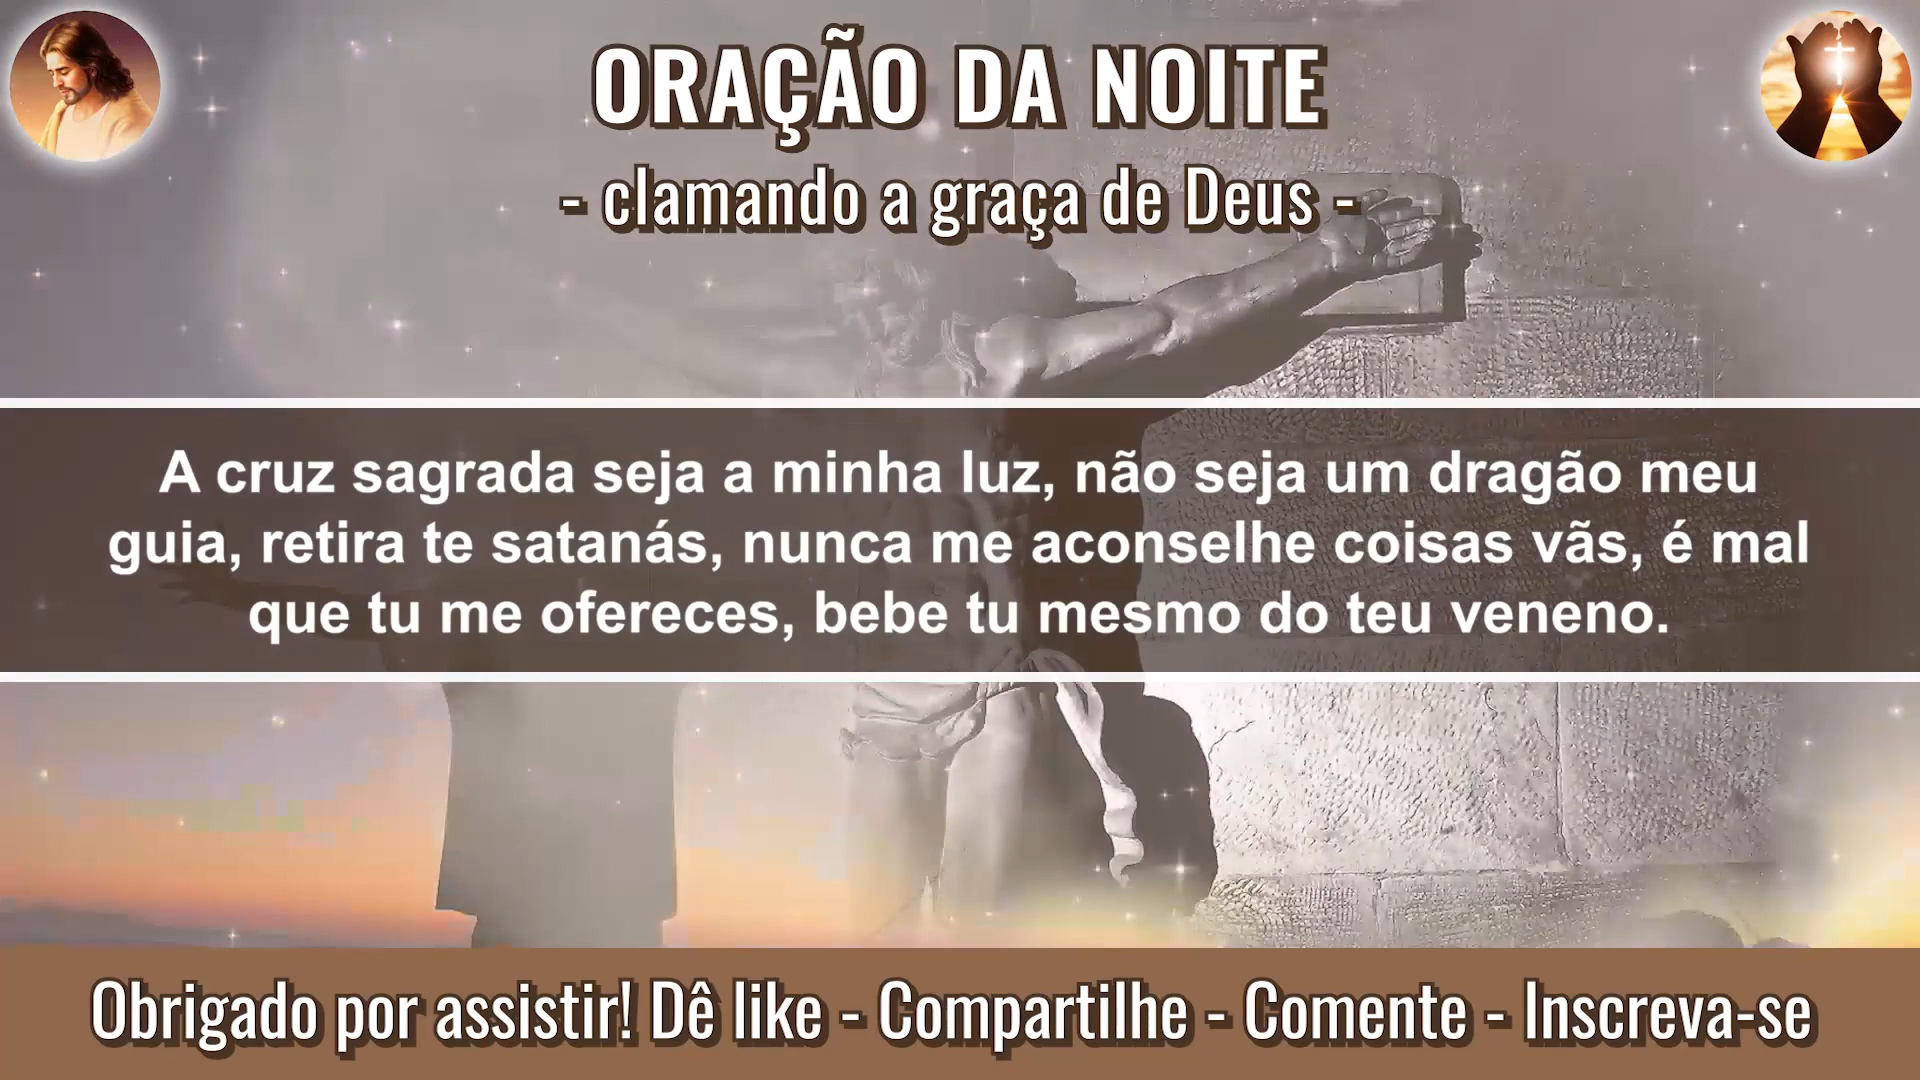 ORAÇÃO DA NOITE
- clamando a graça de Deus -
A cruz sagrada seja a minha luz, não seja um dragão meu
guia, retira te satanás, nunca me aconselhe coisas vãs, é mal
que tu me ofereces, bebe tu mesmo do teu veneno.
Obrigado por assistir! Dê like - Compartilhe - Comente - Inscreva-se